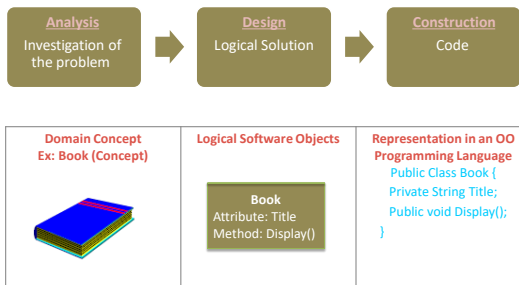 Analysis
Investigation of
the problem
Design
Logical Solution
Construction
Code
Domain Concept
Ex: Book (Concept)
Logical Software Objects
Book
Attribute: Title
Method: Display()
Representation in an OO
Programming Language
Public Class Book {
Private String Title;
Public void Display();
}